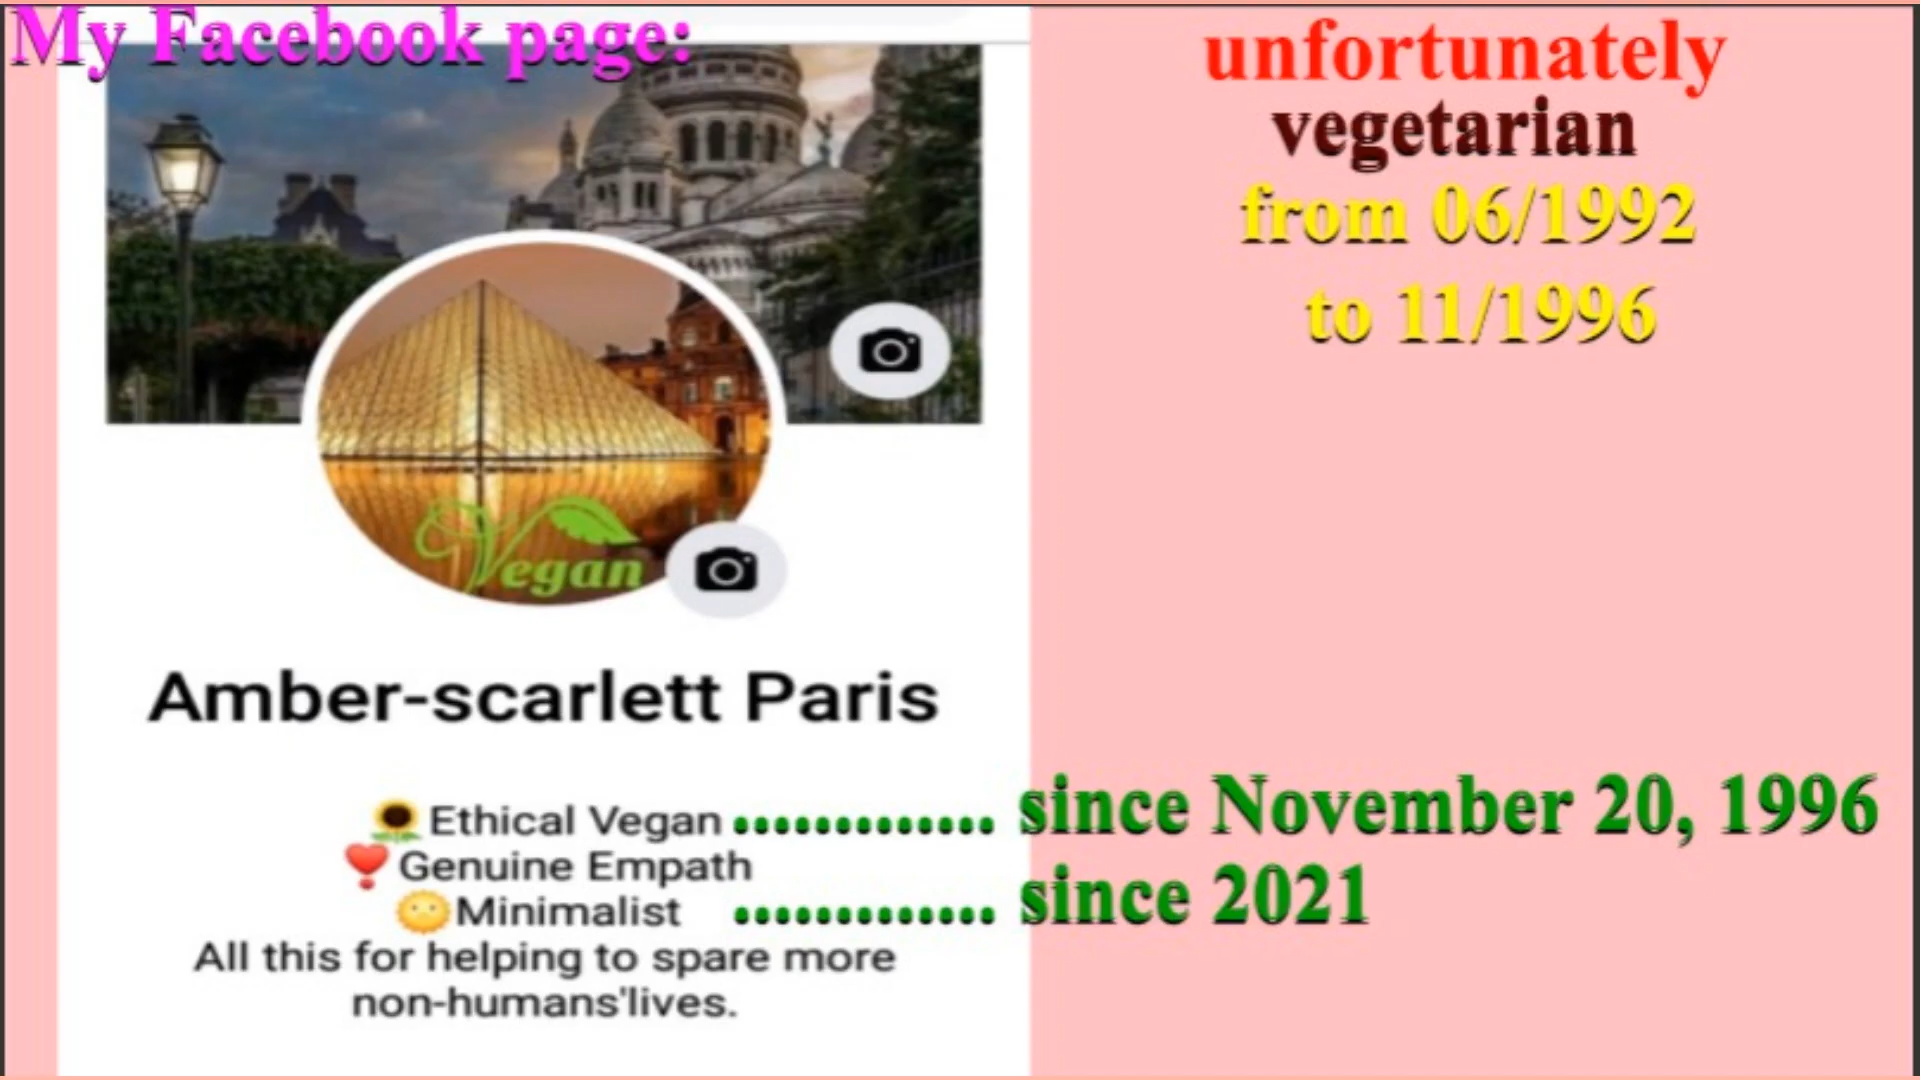 My Facebook page:
unfortunately
vegetarian
from 06/1992
to 11/1996
Vegan
Amber-scarlett Paris
🌻Ethical Vegan............. since November 20, 1996
❣️Genuine Empath
🌝Minimalist ............. since 2021
All this for helping to spare more
non-humans'lives.